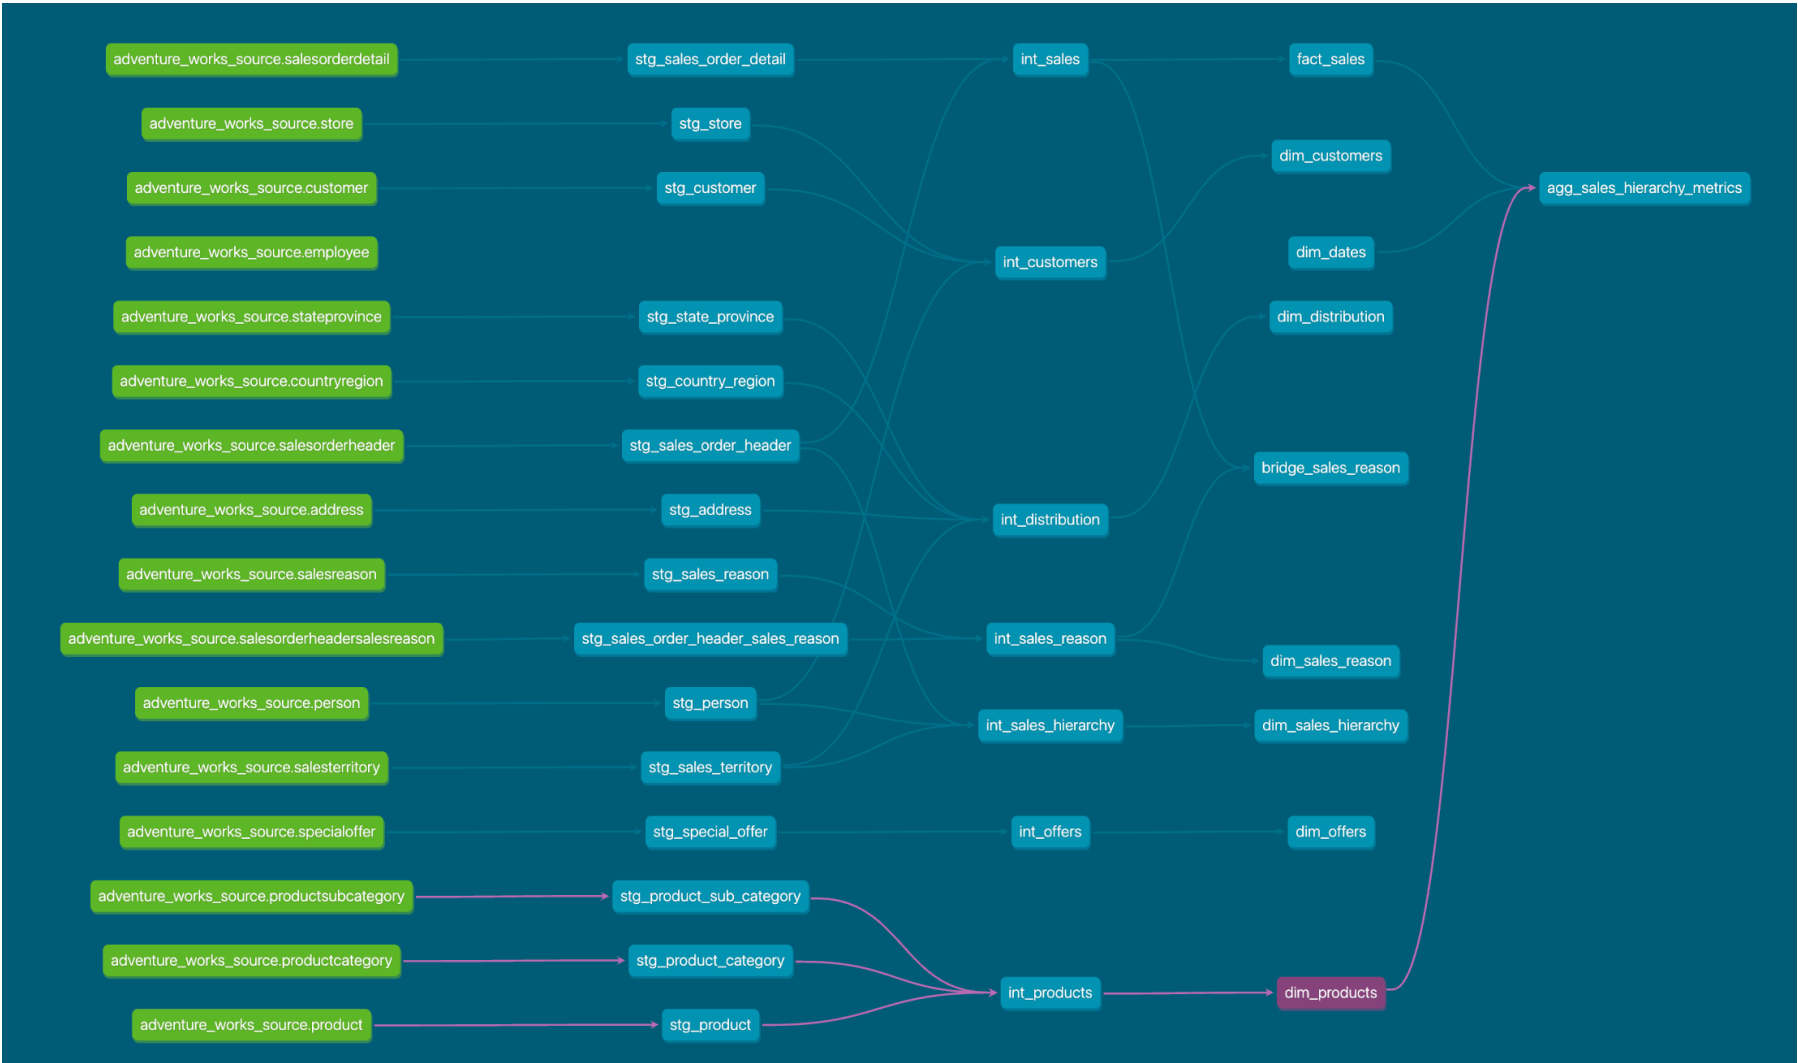 adventure_works_source.salesorderdetail
stg_sales_order_detail
int_sales
fact_sales
adventure_works_source.store
stg_store
dim_customers
adventure_works_source.customer
stg_customer
agg_sales_hierarchy_metrics
adventure_works_source.employee
int_customers
dim_dates
adventure_works_source.stateprovince
stg_state_province
dim_distribution
adventure_works_source.countryregion
stg_country_region
adventure_works_source.salesorderheader
stg_sales_order_header
bridge_sales_reason
adventure_works_source.address
stg_address
int_distribution
adventure_works_source.salesreason
stg_sales_reason
adventure_works_source.salesorderheadersalesreason
stg_sales_order_header_sales_reason
int_sales_reason
dim_sales_reason
adventure_works_source.person
stg_person
int_sales_hierarchy
dim_sales_hierarchy
adventure_works_source.salesterritory
stg_sales_territory
adventure_works_source.specialoffer
stg_special_offer
int_offers
dim_offers
adventure_works_source.productsubcategory
stg_product_sub_category
adventure_works_source.productcategory
stg_product_category
int_products
dim_products
adventure_works_source.product
stg_product